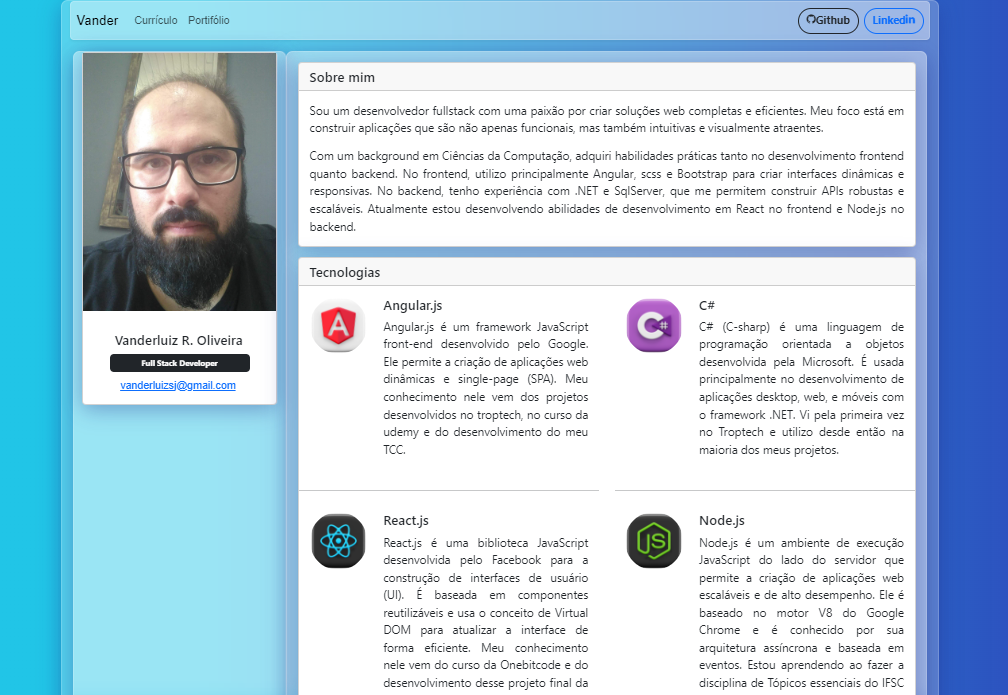 Vander
Currículo
Portifólio
Github
Linkedin
Vanderluiz R. Oliveira
Full Stack Developer
vanderluizsj@gmail.com
Sobre mim
Sou um desenvolvedor fullstack com uma paixão por criar soluções web completas e eficientes. Meu foco está em
construir aplicações que são não apenas funcionais, mas também intuitivas e visualmente atraentes.
Com um background em Ciências da Computação, adquiri habilidades práticas tanto no desenvolvimento frontend
quanto backend. No frontend, utilizo principalmente Angular, scss e Bootstrap para criar interfaces dinâmicas e
responsivas. No backend, tenho experiência com .NET e SqlServer, que me permitem construir APIs robustas e
escaláveis. Atualmente estou desenvolvendo abilidades de desenvolvimento em React no frontend e Node.js no
backend.
Tecnologias
A
Angular.js
Angular.js é um framework JavaScript
front-end desenvolvido pelo Google.
Ele permite a criação de aplicações web
dinâmicas e single-page (SPA). Meu
conhecimento nele vem dos projetos
desenvolvidos no troptech, no curso da
udemy e do desenvolvimento do meu
TCC.
C#
C#
C# (C-sharp) é uma linguagem de
programação orientada a objetos
desenvolvida pela Microsoft. É usada
principalmente no desenvolvimento de
aplicações desktop, web, e móveis com
o framework .NET. Vi pela primeira vez
no Troptech e utilizo desde então na
maioria dos meus projetos.
React.js
React.js é uma biblioteca JavaScript
desenvolvida pelo Facebook para a
construção de interfaces de usuário
(UI). É baseada em componentes
reutilizáveis e usa o conceito de Virtual
DOM para atualizar a interface de
forma eficiente. Meu conhecimento
nele vem do curso da Onebitcode e do
desenvolvimento desse projeto final da
JS
Node.js
Node.js é um ambiente de execução
JavaScript do lado do servidor que
permite a criação de aplicações web
escaláveis e de alto desempenho. Ele é
baseado no motor V8 do Google
Chrome e é conhecido por sua
arquitetura assíncrona e baseada em
eventos. Estou aprendendo ao fazer a
disciplina de Tópicos essenciais do IFSC